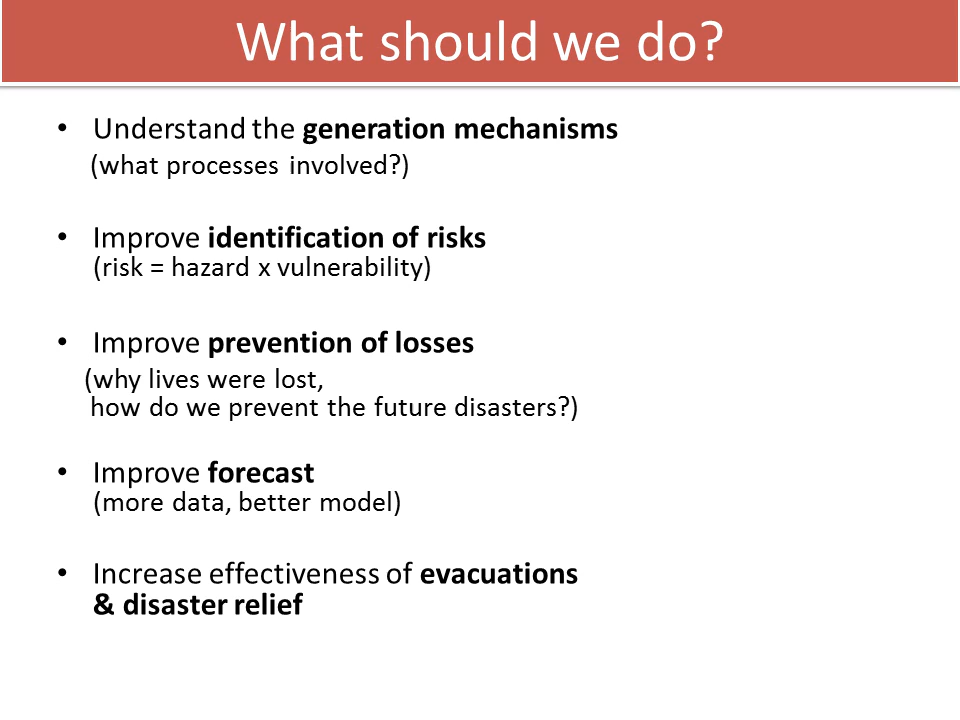 What should we do?
• Understand the generation mechanisms
(what processes involved?)
• Improve identification of risks
(risk = hazard x vulnerability)
• Improve prevention of losses
(why lives were lost,
how do we prevent the future disasters?)
• Improve forecast
(more data, better model)
• Increase effectiveness of evacuations
& disaster relief